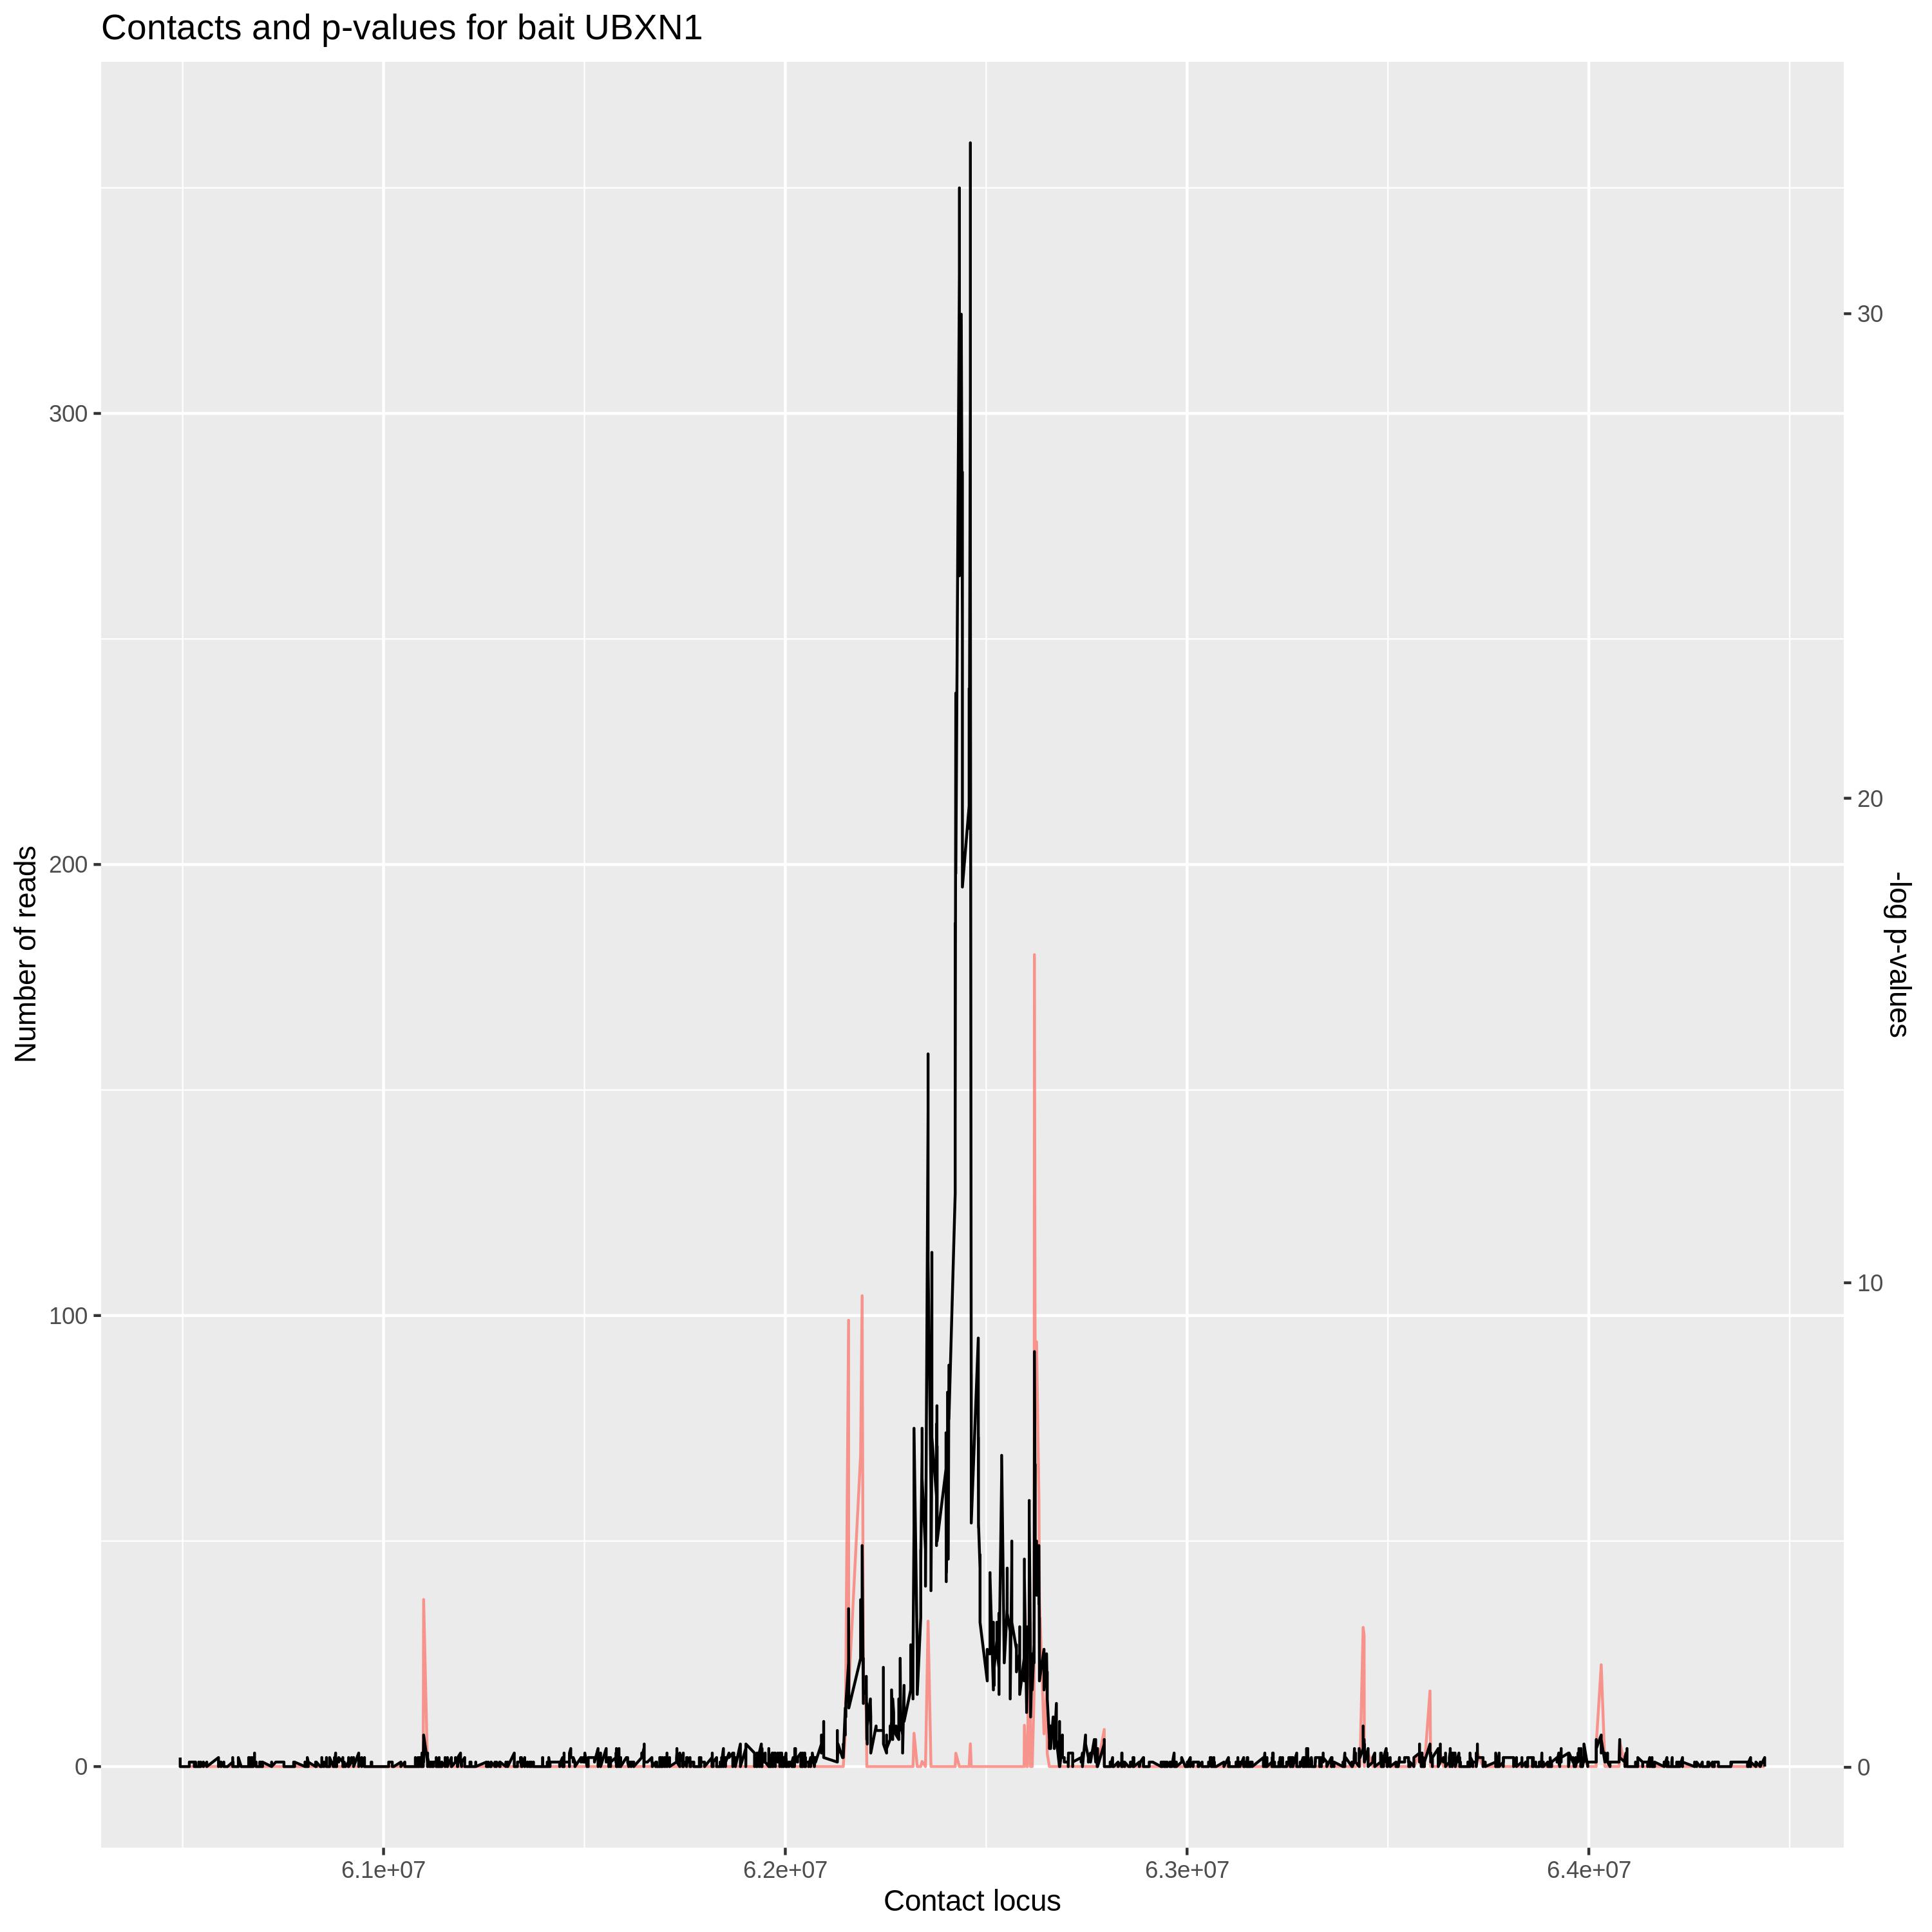 Contacts and p-values for bait UBXN1
Number of reads
300
200
100
0
30
20
10
0
-log p-values
6.1e+07 6.2e+07 6.3e+07 6.4e+07
Contact locus